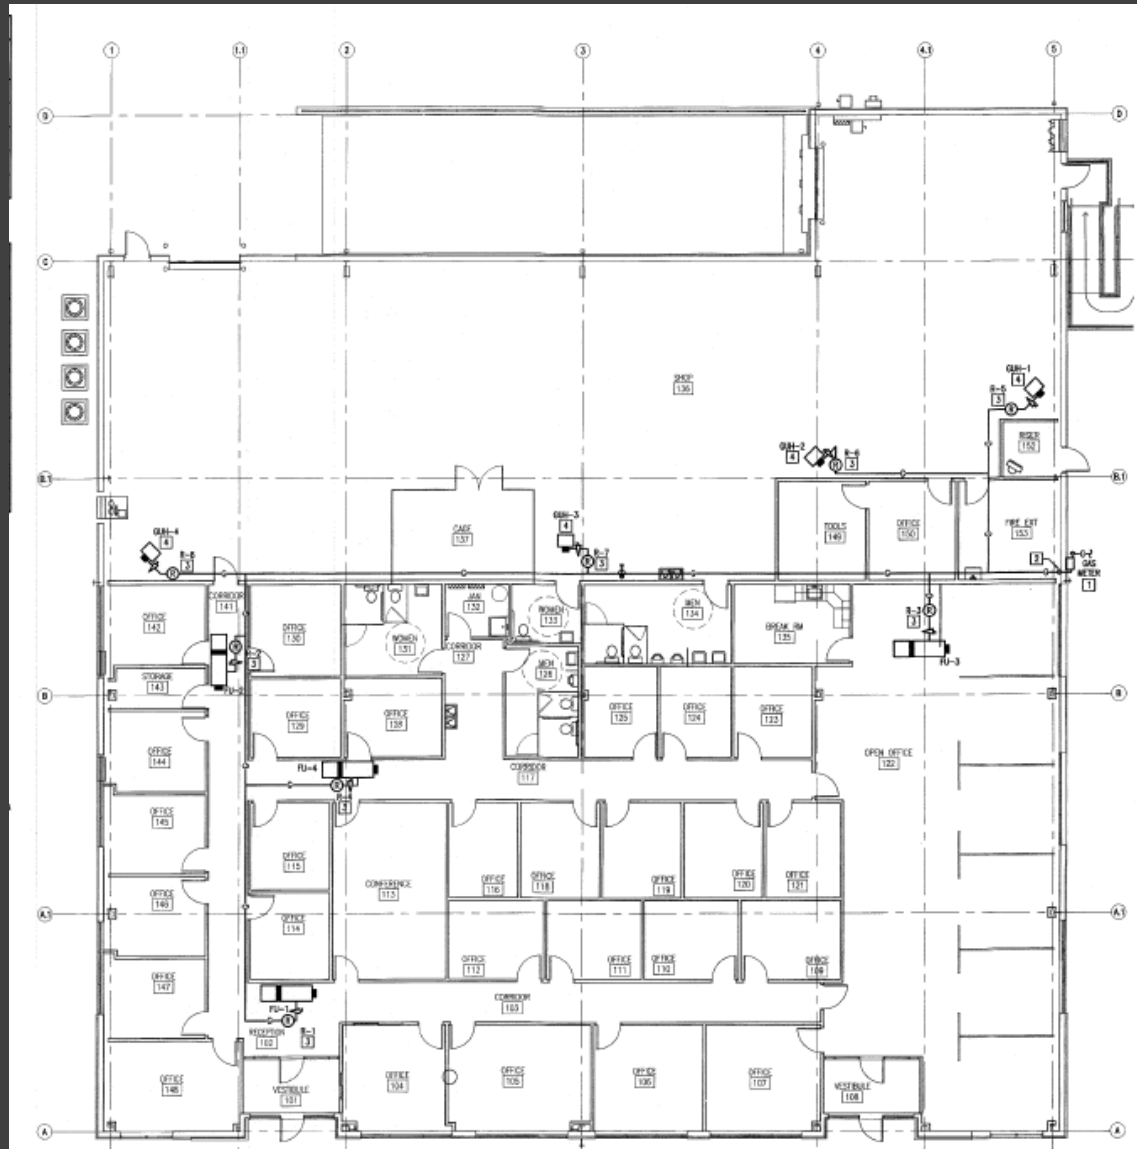 1 1.1 2 3 4 4.1 5
D D
C
SHOP
136
GUH-1
4
R-5
3
RISER
152
GUH-2
4
R-6
3
B.1 B.1
CAGE
137
GUH-3
4
R-7
3
TOOLS
149
OFFICE
150
FIRE EXT
153
2
GAS
METER
1
GUH-4
4
R-8
3
CORRIDOR
141
OFFICE
142
OFFICE
130
JAN
132
WOMEN
133
MEN
134
BREAK RM
135
R-3
3
FU-3
WOMEN
131
CORRIDOR
127
MEN
126
3
FU-2
STORAGE
143
B B
OFFICE
129
OFFICE
128
OFFICE
125
OFFICE
124
OFFICE
123
OFFICE
144
OPEN OFFICE
122
FU-4
R-4
3
CORRIDOR
117
OFFICE
145
OFFICE
115
CONFERENCE
113
OFFICE
116
OFFICE
118
OFFICE
119
OFFICE
120
OFFICE
121
OFFICE
146
A.1 A.1
OFFICE
114
OFFICE
112
OFFICE
111
OFFICE
110
OFFICE
109
OFFICE
147
FU-1
R-1
3
CORRIDOR
103
RECEPTION
102
OFFICE
148
VESTIBULE
101
OFFICE
104
OFFICE
105
OFFICE
106
OFFICE
107
VESTIBULE
108
A A